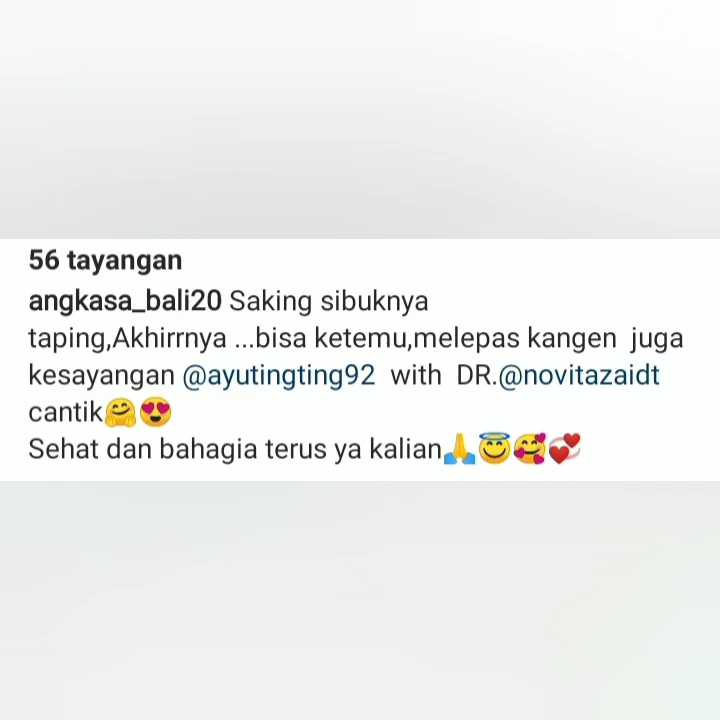 56 tayangan
angkasa_bali20 Saking sibuknya
taping,Akhirrnya ...bisa ketemu,melepas kangen juga
kesayangan @ayutingting92 with DR.@novitazaidt
cantik🤗😍
Sehat dan bahagia terus ya kalian🙏😇🥰💞